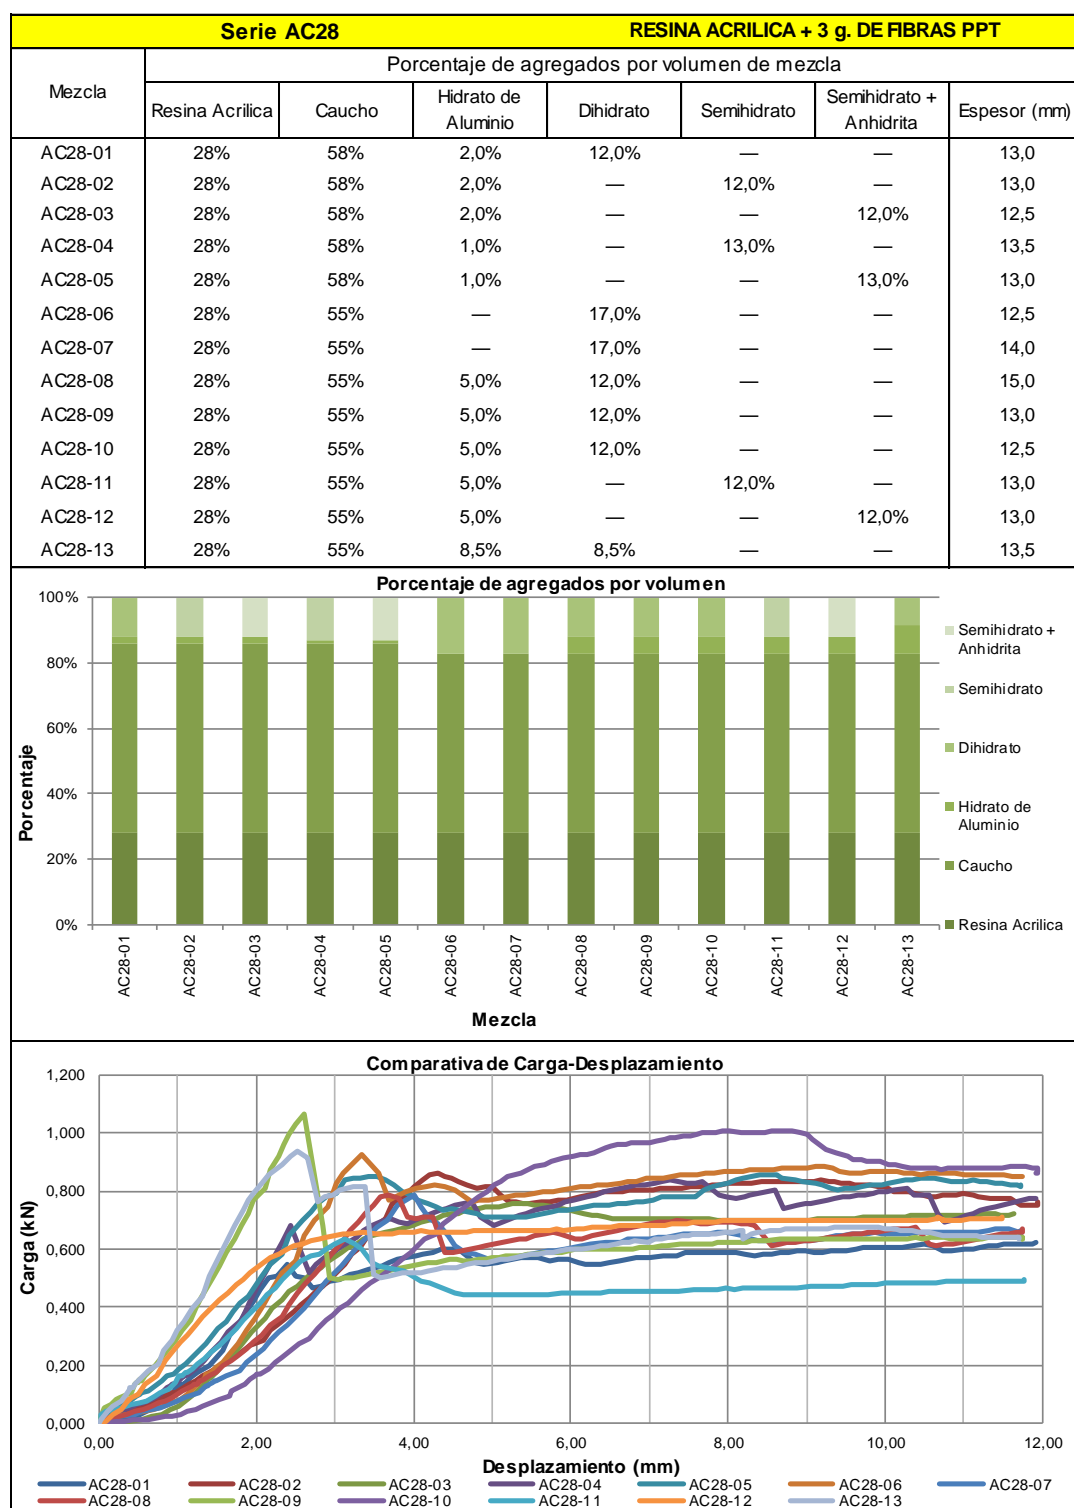 Serie AC28 RESINA ACRILICA + 3 g. DE FIBRAS PPT
Mezcla Porcentaje de agregados por volumen de mezcla
Resina Acrilica Caucho Hidrato de Aluminio Dihidrato Semihidrato Semihidrato + Anhidrita Espesor (mm)
AC28-01 28% 58% 2,0% 12,0% — — 13,0
AC28-02 28% 58% 2,0% — 12,0% — 13,0
AC28-03 28% 58% 2,0% — — 12,0% 12,5
AC28-04 28% 58% 1,0% — 13,0% — 13,5
AC28-05 28% 58% 1,0% — — 13,0% 13,0
AC28-06 28% 55% — 17,0% — — 12,5
AC28-07 28% 55% — 17,0% — — 14,0
AC28-08 28% 55% 5,0% 12,0% — — 15,0
AC28-09 28% 55% 5,0% 12,0% — — 13,0
AC28-10 28% 55% 5,0% 12,0% — — 12,5
AC28-11 28% 55% 5,0% — 12,0% — 13,0
AC28-12 28% 55% 5,0% — — 12,0% 13,0
AC28-13 28% 55% 8,5% 8,5% — — 13,5
Porcentaje de agregados por volumen
100%
80%
60%
40%
20%
0%
Porcentaje
AC28-01 AC28-02 AC28-03 AC28-04 AC28-05 AC28-06 AC28-07 AC28-08 AC28-09 AC28-10 AC28-11 AC28-12 AC28-13
Mezcla
Semihidrato +
Anhidrita
Semihidrato
Dihidrato
Hidrato de
Aluminio
Caucho
Resina Acrilica
Comparativa de Carga-Desplazamiento
1,200
1,000
0,800
0,600
0,400
0,200
0,000
Carga (kN)
0,00 2,00 4,00 6,00 8,00 10,00 12,00
Desplazamiento (mm)
AC28-01 AC28-02 AC28-03 AC28-04 AC28-05 AC28-06 AC28-07
AC28-08 AC28-09 AC28-10 AC28-11 AC28-12 AC28-13